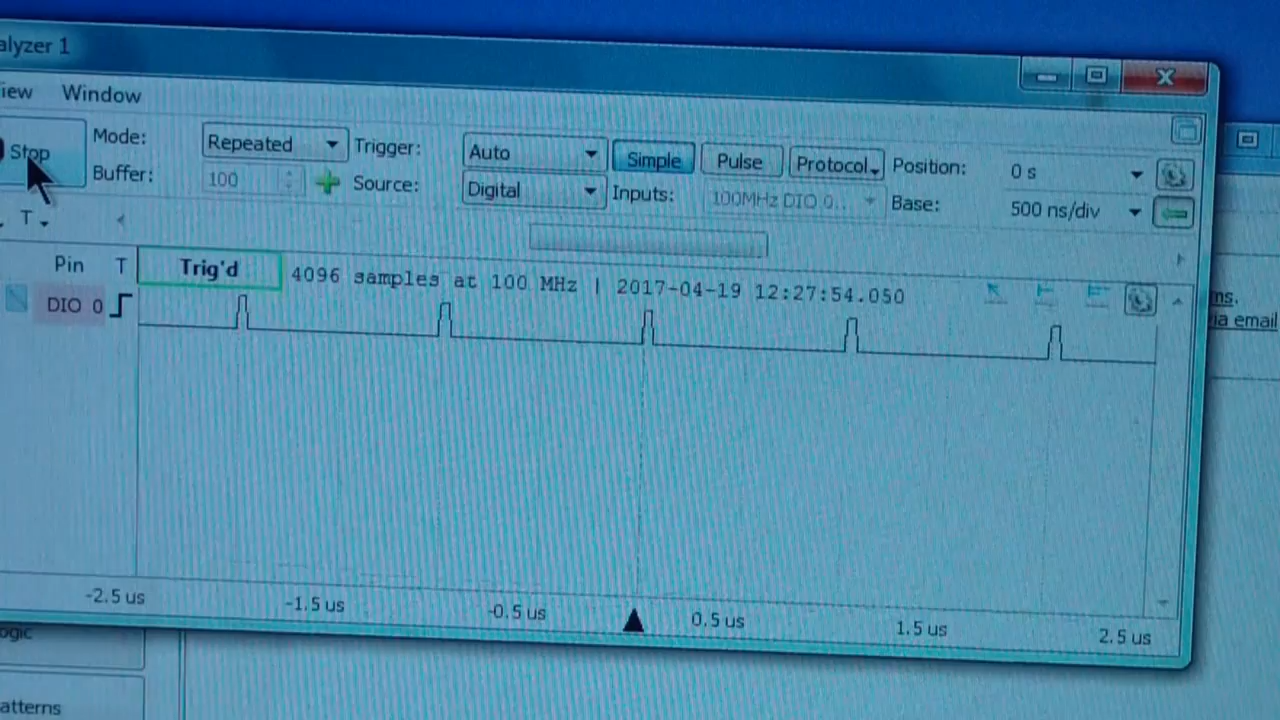 alyzer 1
iew Window
Stop Mode: Repeated Trigger: Auto Simple Pulse Protocol Position: 0 s
Buffer: 100 Source: Digital Inputs: 100MHz DIO 0... Base: 500 ns/div
T
Pin T Trig'd 4096 samples at 100 MHz | 2017-04-19 12:27:54.050
DIO 0
ns.
ia email
-2.5 us -1.5 us -0.5 us 0.5 us 1.5 us 2.5 us
ogic
atterns